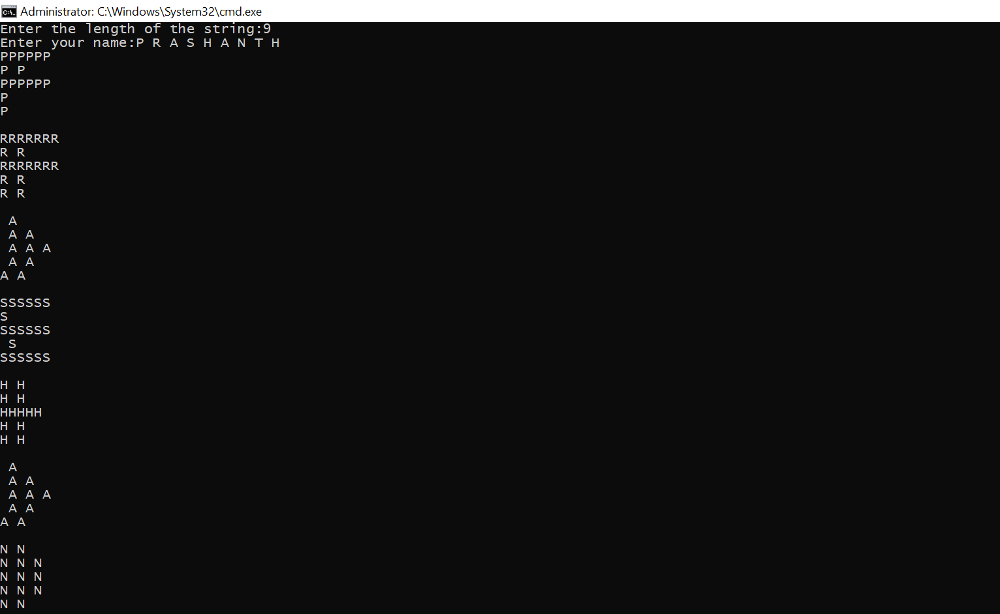 Administrator: C:\Windows\System32\cmd.exe
Enter the length of the string:9
Enter your name:P R A S H A N T H
PPPPPP
P P
PPPPPP
P
P

RRRRRRR
R R
RRRRRRR
R R
R R

 A
 A A
 A A A
 A A
A A

SSSSSS
S
SSSSSS
 S
SSSSSS

H H
H H
HHHHH
H H
H H

 A
 A A
 A A A
 A A
A A

N N
N N N
N N N
N N N
N N